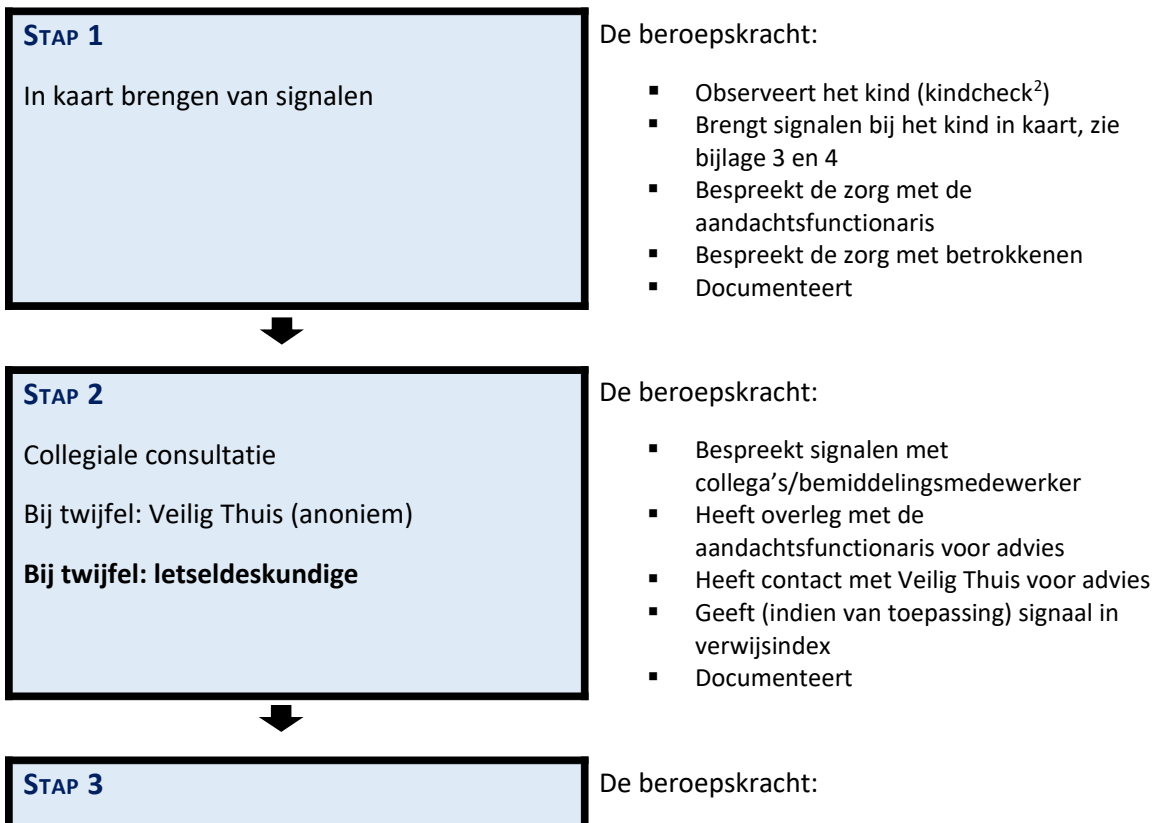 STAP 1
In kaart brengen van signalen
De beroepskracht:
▪ Observeert het kind (kindcheck²)
▪ Brengt signalen bij het kind in kaart, zie
bijlage 3 en 4
▪ Bespreekt de zorg met de
aandachtsfunctionaris
▪ Bespreekt de zorg met betrokkenen
▪ Documenteert
STAP 2
Collegiale consultatie
Bij twijfel: Veilig Thuis (anoniem)
Bij twijfel: letseldeskundige
De beroepskracht:
▪ Bespreekt signalen met
collega’s/bemiddelingsmedewerker
▪ Heeft overleg met de
aandachtsfunctionaris voor advies
▪ Heeft contact met Veilig Thuis voor advies
▪ Geeft (indien van toepassing) signaal in
verwijsindex
▪ Documenteert
STAP 3
De beroepskracht: